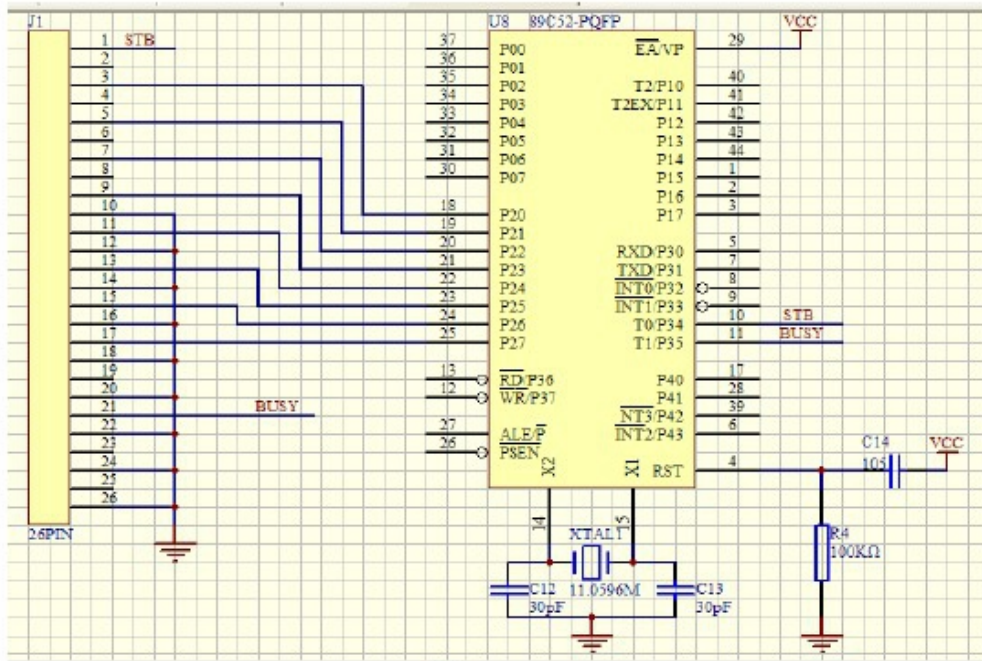 J1
1 STB
2
3
4
5
6
7
8
9
10
11
12
13
14
15
16
17
18
19
20
21 BUSY
22
23
24
25
26
26PIN
U8 89C52-PQFP
37 P00
36 P01
35 P02
34 P03
33 P04
32 P05
31 P06
30 P07
18 P20
19 P21
20 P22
21 P23
22 P24
23 P25
24 P26
25 P27
13 RD/P36
12 WR/P37
27 ALE/P
26 PSEN
EA/VP 29 VCC
T2/P10 40
T2EX/P11 41
P12 42
P13 43
P14 44
P15 1
P16 2
P17 3
RXD/P30 5
TXD/P31 7
INT0/P32 8
INT1/P33 9
T0/P34 10 STB
T1/P35 11 BUSY
P40 17
P41 28
NT3/P42 39
INT2/P43 6
RST 4
X2 X1
14 15
XTAL1
11.0596M
C12
30pF
C13
30pF
C14
105
VCC
R4
100KΩ